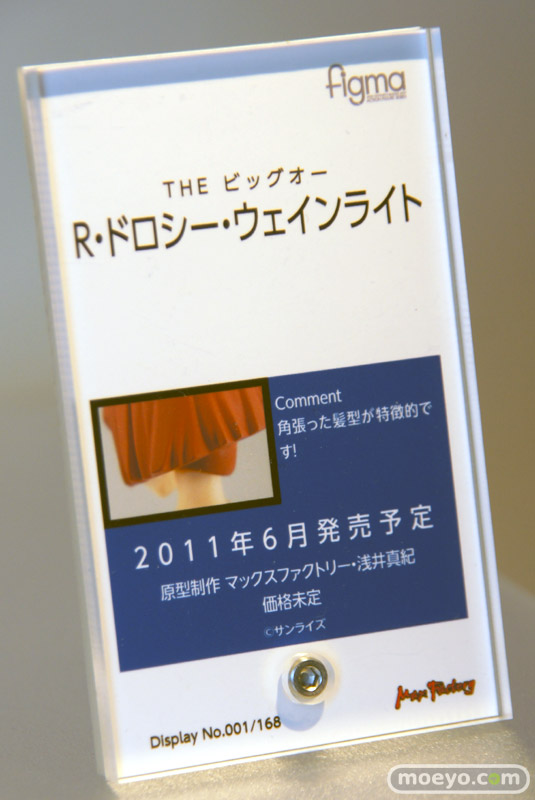 figma
THE ビッグオー
R・ドロシー・ウェインライト
Comment
角張った髪型が特徴的で
す!
2011年6月発売予定
原型制作 マックスファクトリー・浅井真紀
価格未定
©サンライズ
Max Factory
Display No.001/168
moeyo.com